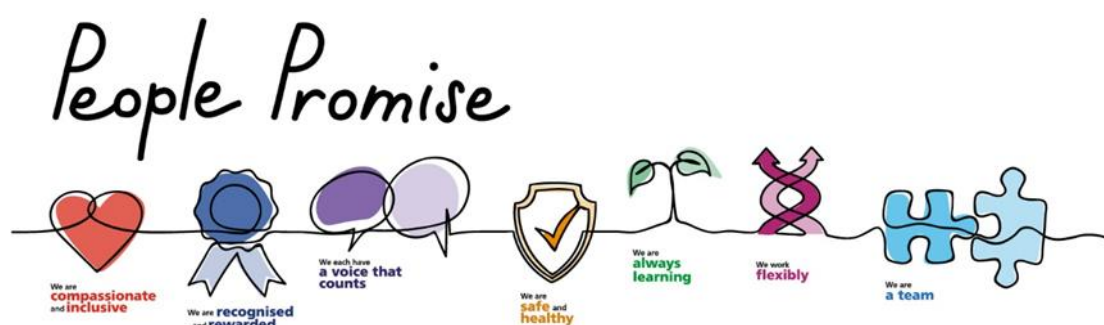 People Promise
We are
compassionate
and inclusive
We are recognised
and rewarded
We each have
a voice that
counts
We are
safe and
healthy
We are
always
learning
We work
flexibly
We are
a team